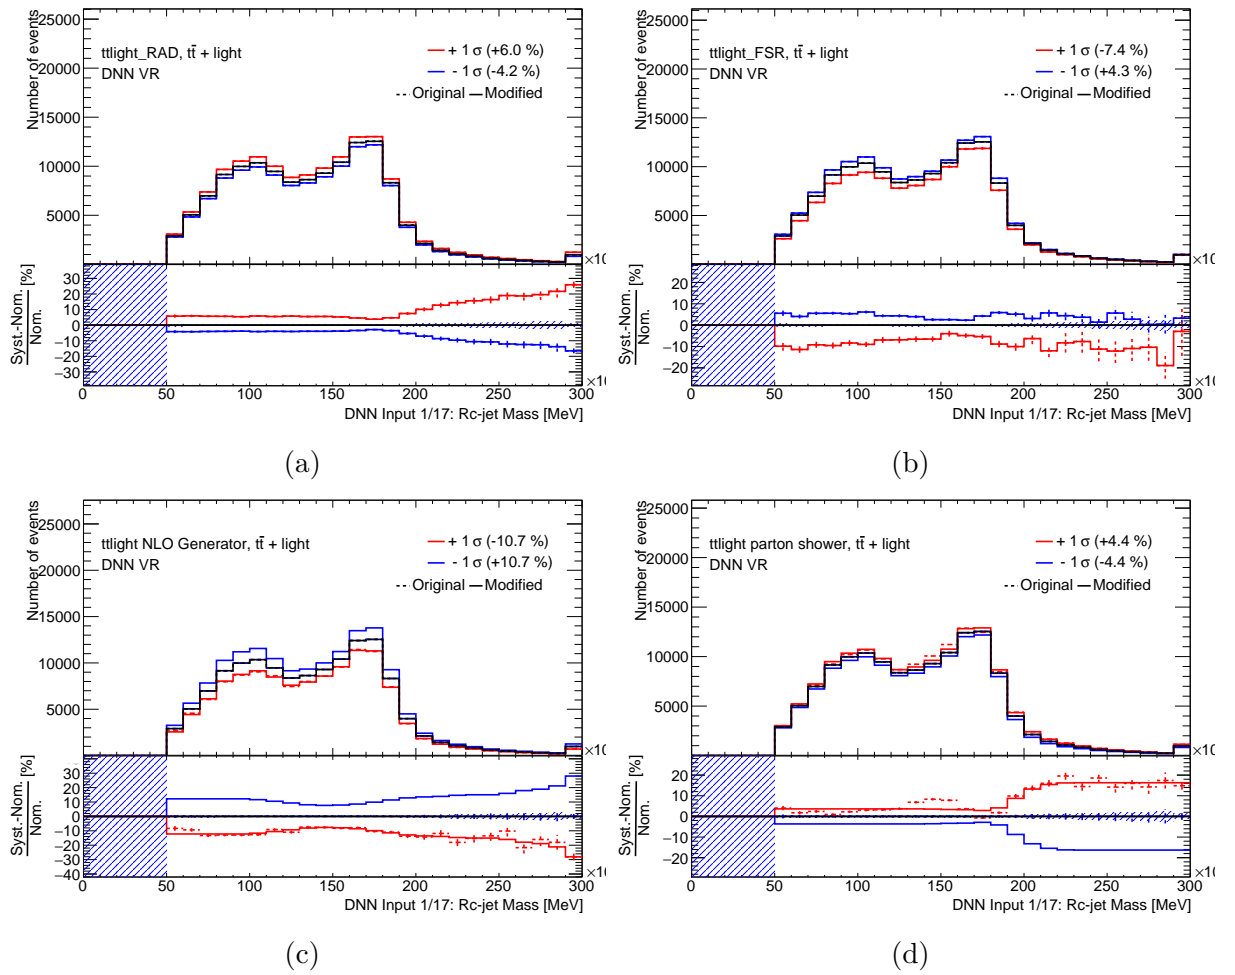 Number of events
25000
20000
15000
10000
5000
ttlight_RAD, tt̄ + light
DNN VR
+ 1 σ (+6.0 %)
- 1 σ (-4.2 %)
Original Modified
Syst.-Nom.
Nom.
[%]
30
20
10
0
−10
−20
−30
0 50 100 150 200 250 300
DNN Input 1/17: Rc-jet Mass [MeV]
(a)
Number of events
25000
20000
15000
10000
5000
ttlight_FSR, tt̄ + light
DNN VR
+ 1 σ (-7.4 %)
- 1 σ (+4.3 %)
Original Modified
Syst.-Nom.
Nom.
[%]
20
10
0
−10
−20
0 50 100 150 200 250 300
DNN Input 1/17: Rc-jet Mass [MeV]
(b)
Number of events
25000
20000
15000
10000
5000
ttlight NLO Generator, tt̄ + light
DNN VR
+ 1 σ (-10.7 %)
- 1 σ (+10.7 %)
Original Modified
Syst.-Nom.
Nom.
[%]
40
30
20
10
0
−10
−20
−30
−40
0 50 100 150 200 250 300
DNN Input 1/17: Rc-jet Mass [MeV]
(c)
Number of events
25000
20000
15000
10000
5000
ttlight parton shower, tt̄ + light
DNN VR
+ 1 σ (+4.4 %)
- 1 σ (-4.4 %)
Original Modified
Syst.-Nom.
Nom.
[%]
20
10
0
−10
−20
0 50 100 150 200 250 300
DNN Input 1/17: Rc-jet Mass [MeV]
(d)